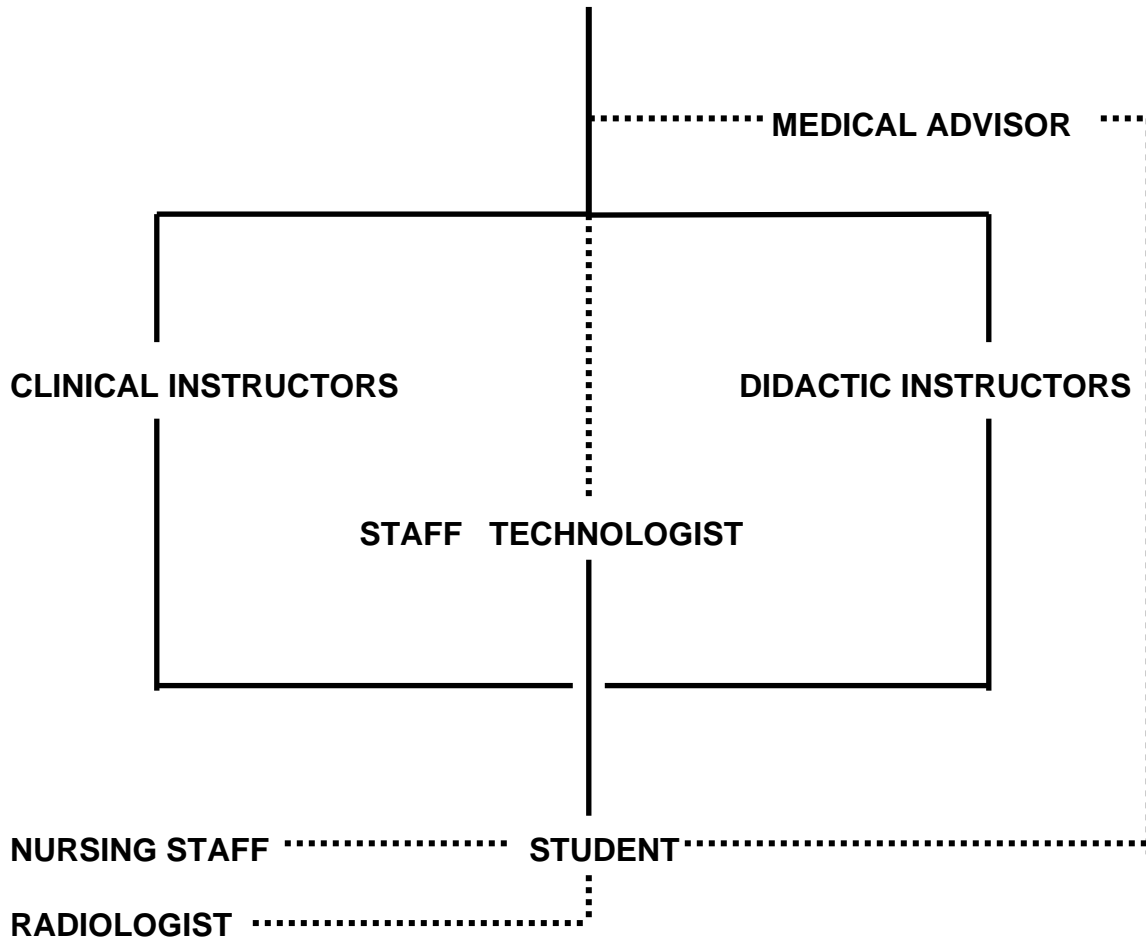 MEDICAL ADVISOR
CLINICAL INSTRUCTORS
DIDACTIC INSTRUCTORS
STAFF TECHNOLOGIST
NURSING STAFF
STUDENT
RADIOLOGIST